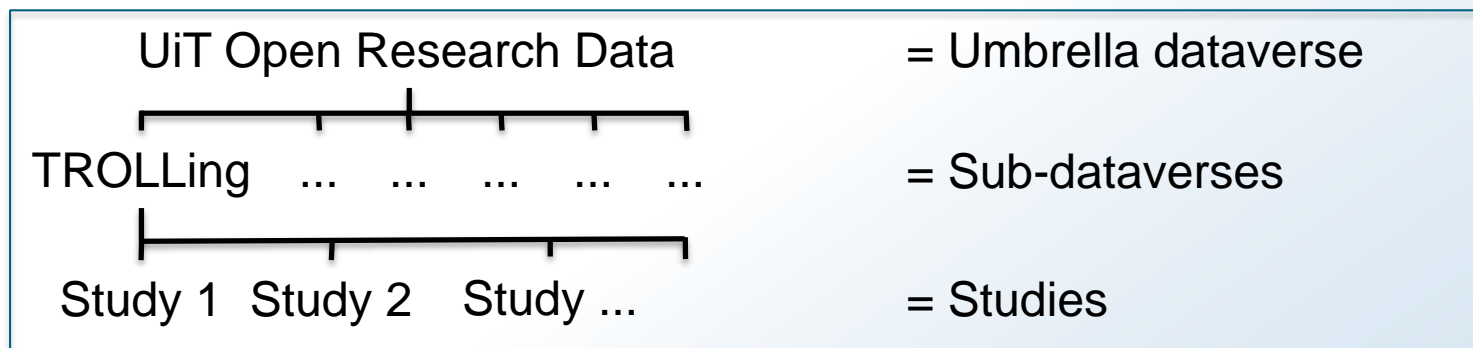 UiT Open Research Data = Umbrella dataverse
TROLLing ... ... ... ... ... = Sub-dataverses
Study 1 Study 2 Study ... = Studies